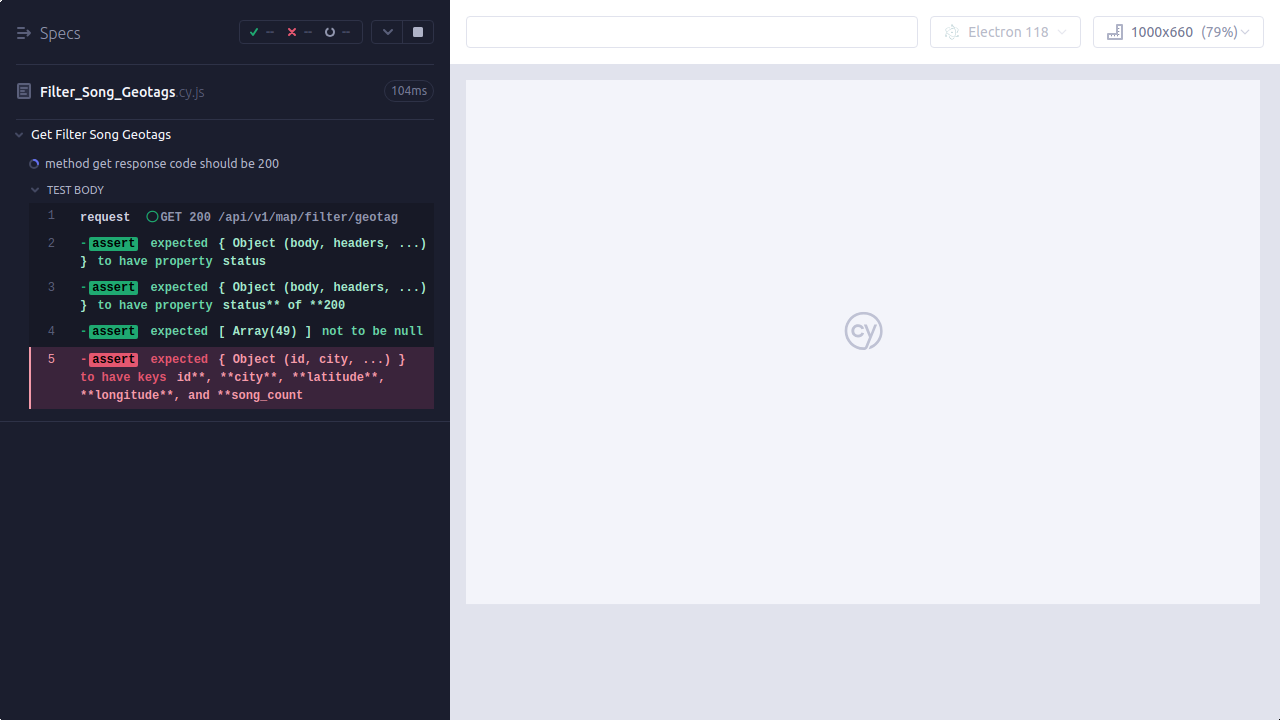 Specs
--
--
--
Electron 118
1000x660 (79%)
Filter_Song_Geotags.cy.js
104ms
Get Filter Song Geotags
method get response code should be 200
TEST BODY
1 request GET 200 /api/v1/map/filter/geotag
2 -assert expected { Object (body, headers, ...)
} to have property status
3 -assert expected { Object (body, headers, ...)
} to have property status** of **200
4 -assert expected [ Array(49) ] not to be null
5 -assert expected { Object (id, city, ...) }
to have keys id**, **city**, **latitude**,
**longitude**, and **song_count
cy